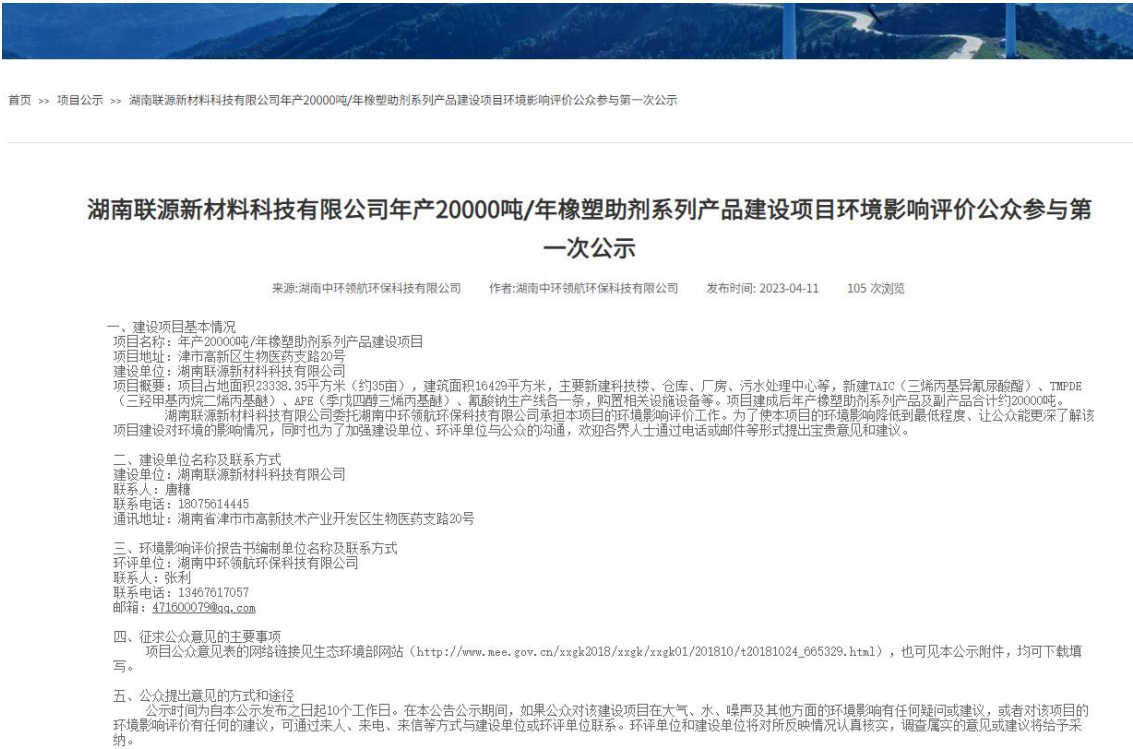 首页 >> 项目公示 >> 湖南联源新材料科技有限公司年产20000吨/年橡塑助剂系列产品建设项目环境影响评价公众参与第一次公示
湖南联源新材料科技有限公司年产20000吨/年橡塑助剂系列产品建设项目环境影响评价公众参与第
一次公示
来源:湖南中环领航环保科技有限公司 作者:湖南中环领航环保科技有限公司 发布时间: 2023-04-11 105 次浏览
一、建设项目基本情况
项目名称：年产20000吨/年橡塑助剂系列产品建设项目
项目地址：津市高新区生物医药支路20号
建设单位：湖南联源新材料科技有限公司
项目概要：项目占地面积23338.35平方米（约35亩），建筑面积16429平方米，主要新建科技楼、仓库、厂房、污水处理中心等，新建TAIC（三烯丙基异氰尿酸酯）、TMPDE
（三羟甲基丙烷二烯丙基醚）、APE（季戊四醇三烯丙基醚）、氰酸钠生产线各一条，购置相关设施设备等。项目建成后年产橡塑助剂系列产品及副产品合计约20000吨。
湖南联源新材料科技有限公司委托湖南中环领航环保科技有限公司承担本项目的环境影响评价工作。为了使本项目的环境影响降低到最低程度、让公众能更深了解该
项目建设对环境的影响情况，同时也为了加强建设单位、环评单位与公众的沟通，欢迎各界人士通过电话或邮件等形式提出宝贵意见和建议。
二、建设单位名称及联系方式
建设单位：湖南联源新材料科技有限公司
联系人：唐穗
联系电话：18075614445
通讯地址：湖南省津市市高新技术产业开发区生物医药支路20号
三、环境影响评价报告书编制单位名称及联系方式
环评单位：湖南中环领航环保科技有限公司
联系人：张利
联系电话：13467617057
邮箱：471600079@qq.com
四、征求公众意见的主要事项
项目公众意见表的网络链接见生态环境部网站（http://www.mee.gov.cn/xxgk2018/xxgk/xxgk01/201810/t20181024_665329.html），也可见本公示附件，均可下载填
写。
五、公众提出意见的方式和途径
公示时间为自本公示发布之日起10个工作日。在本公告公示期间，如果公众对该建设项目在大气、水、噪声及其他方面的环境影响有任何疑问或建议，或者对该项目的
环境影响评价有任何的建议，可通过来人、来电、来信等方式与建设单位或环评单位联系。环评单位和建设单位将对所反映情况认真核实，调查属实的意见或建议将给予采
纳。